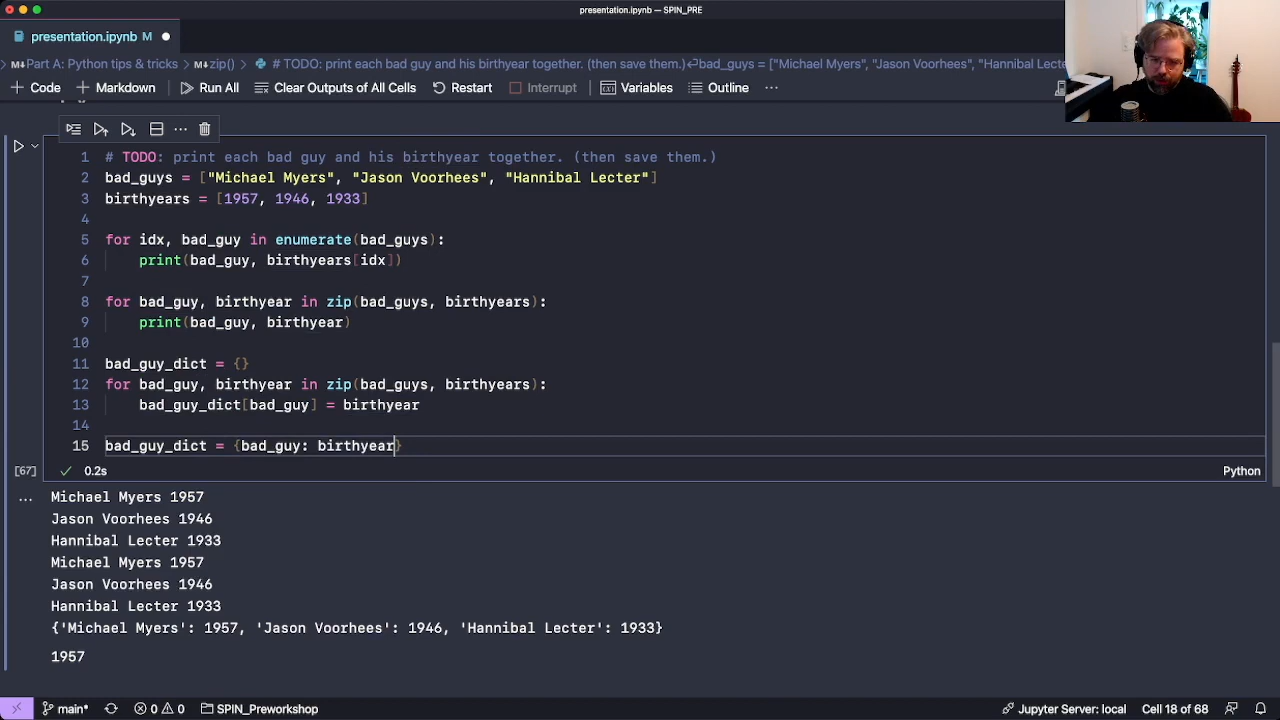 presentation.ipynb — SPIN_PRE
presentation.ipynb M
Part A: Python tips & tricks > zip() > # TODO: print each bad guy and his birthyear together. (then save them.)↵bad_guys = ["Michael Myers", "Jason Voorhees", "Hannibal Lecte
+ Code + Markdown Run All Clear Outputs of All Cells Restart Interrupt Variables Outline ...
1 # TODO: print each bad guy and his birthyear together. (then save them.)
2 bad_guys = ["Michael Myers", "Jason Voorhees", "Hannibal Lecter"]
3 birthyears = [1957, 1946, 1933]
4
5 for idx, bad_guy in enumerate(bad_guys):
6     print(bad_guy, birthyears[idx])
7
8 for bad_guy, birthyear in zip(bad_guys, birthyears):
9     print(bad_guy, birthyear)
10
11 bad_guy_dict = {}
12 for bad_guy, birthyear in zip(bad_guys, birthyears):
13     bad_guy_dict[bad_guy] = birthyear
14
15 bad_guy_dict = {bad_guy: birthyear}
[67] ✓ 0.2s Python
... Michael Myers 1957
Jason Voorhees 1946
Hannibal Lecter 1933
Michael Myers 1957
Jason Voorhees 1946
Hannibal Lecter 1933
{'Michael Myers': 1957, 'Jason Voorhees': 1946, 'Hannibal Lecter': 1933}
1957
main* 0 0 SPIN_Preworkshop Jupyter Server: local Cell 18 of 68